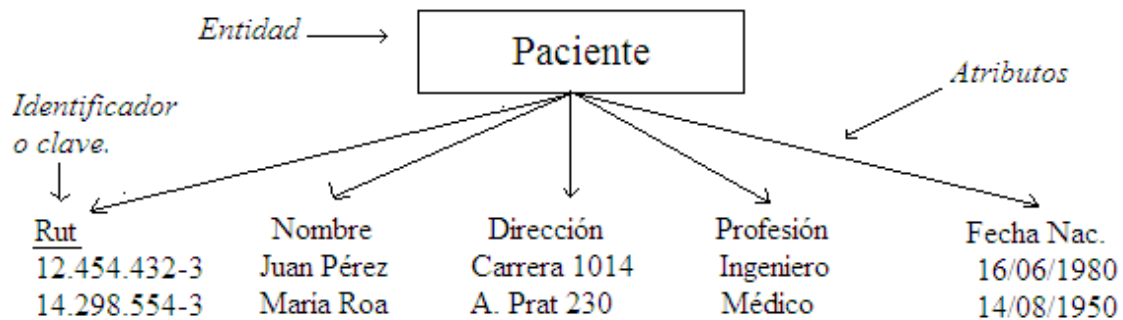 Entidad
Paciente
Atributos
Identificador
o clave.
Rut Nombre Dirección Profesión Fecha Nac.
12.454.432-3 Juan Pérez Carrera 1014 Ingeniero 16/06/1980
14.298.554-3 María Roa A. Prat 230 Médico 14/08/1950